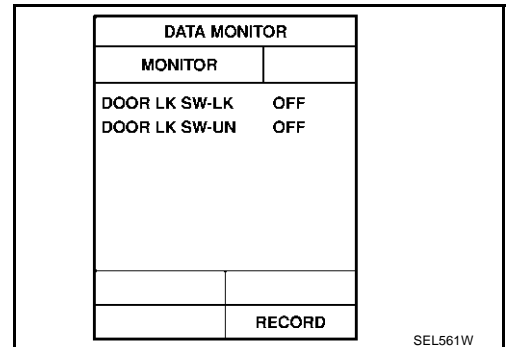 DATA MONITOR
MONITOR
DOOR LK SW-LK OFF
DOOR LK SW-UN OFF
RECORD
SEL561W